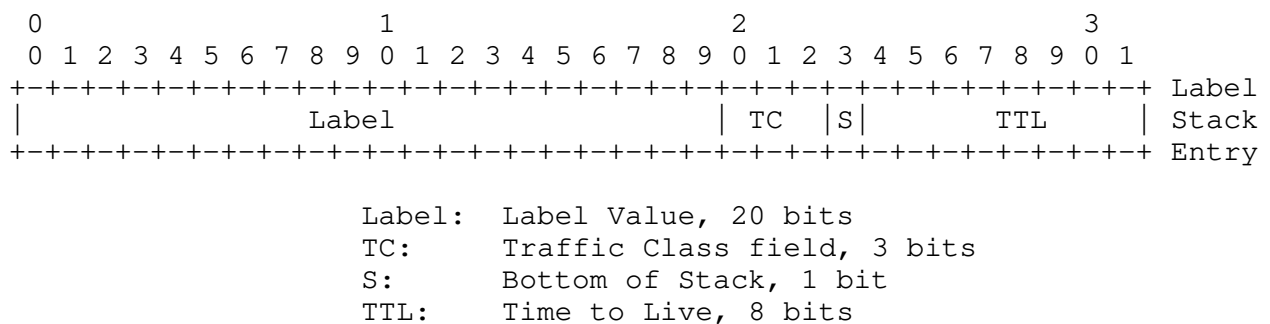 0                   1                   2                   3
 0 1 2 3 4 5 6 7 8 9 0 1 2 3 4 5 6 7 8 9 0 1 2 3 4 5 6 7 8 9 0 1
+-+-+-+-+-+-+-+-+-+-+-+-+-+-+-+-+-+-+-+-+-+-+-+-+-+-+-+-+-+-+-+-+ Label
|                Label                  | TC  |S|       TTL     | Stack
+-+-+-+-+-+-+-+-+-+-+-+-+-+-+-+-+-+-+-+-+-+-+-+-+-+-+-+-+-+-+-+-+ Entry
                    Label:  Label Value, 20 bits
                    TC:     Traffic Class field, 3 bits
                    S:      Bottom of Stack, 1 bit
                    TTL:    Time to Live, 8 bits